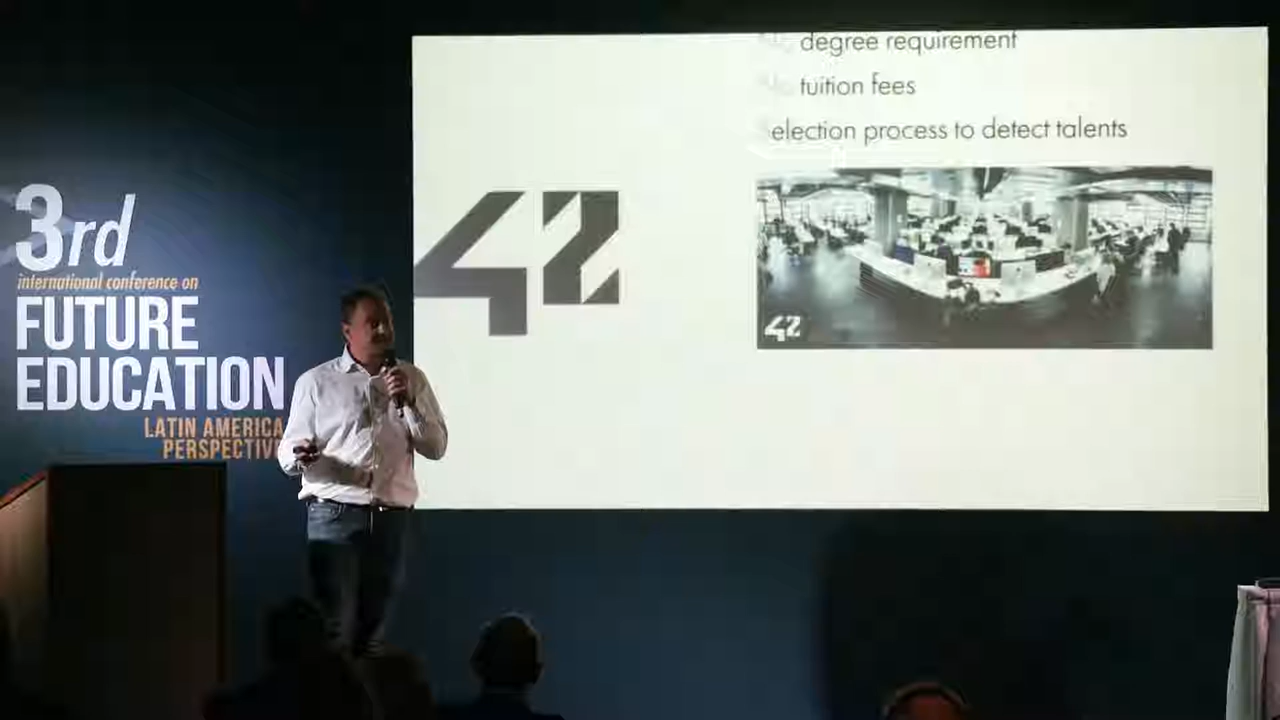 3rd
international conference on
FUTURE
EDUCATION
LATIN AMERICA
PERSPECTIV
degree requirement
tuition fees
election process to detect talents
42
42